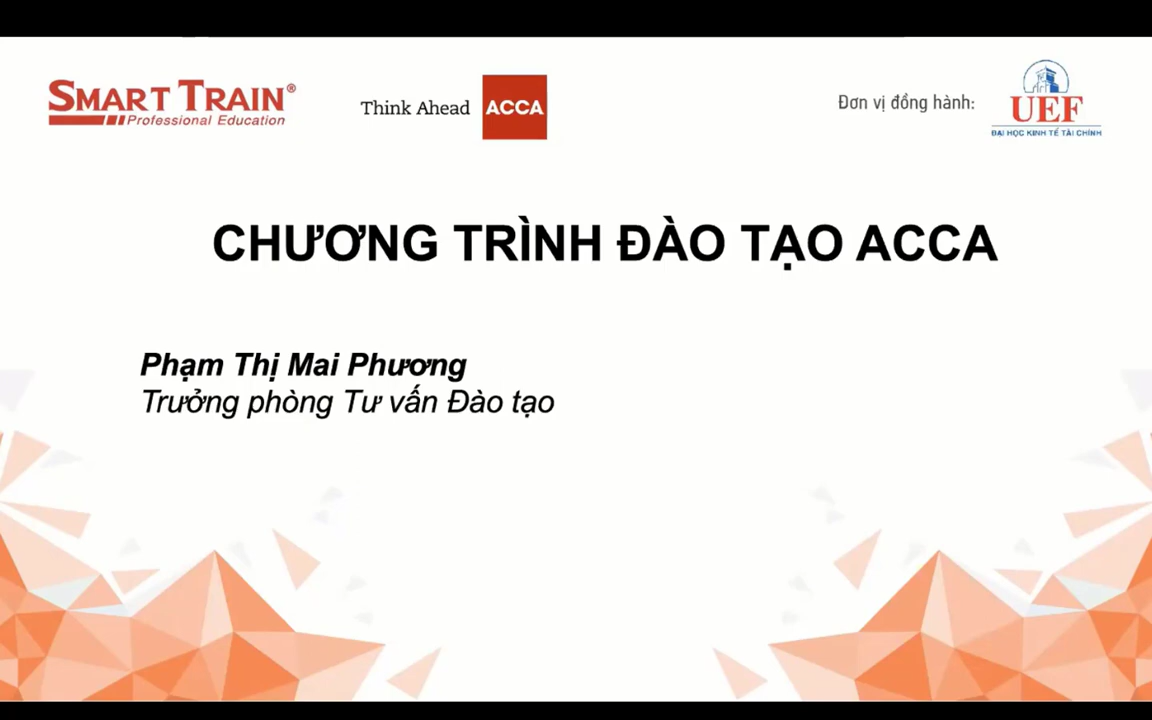 SMART TRAIN®
Professional Education
Think Ahead ACCA
Đơn vị đồng hành:
UEF
ĐẠI HỌC KINH TẾ TÀI CHÍNH
CHƯƠNG TRÌNH ĐÀO TẠO ACCA
Phạm Thị Mai Phương
Trưởng phòng Tư vấn Đào tạo